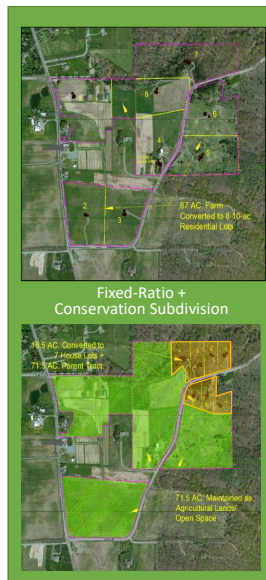 7
8
6
4
2
3
87 AC. Farm
Converted to 8 10-ac.
Residential Lots
Fixed-Ratio +
Conservation Subdivision
15.5 AC. Converted to
7 House Lots +
71.5 AC. Parent Tract
71.5 AC. Maintained as
Agricultural Lands/
Open Space